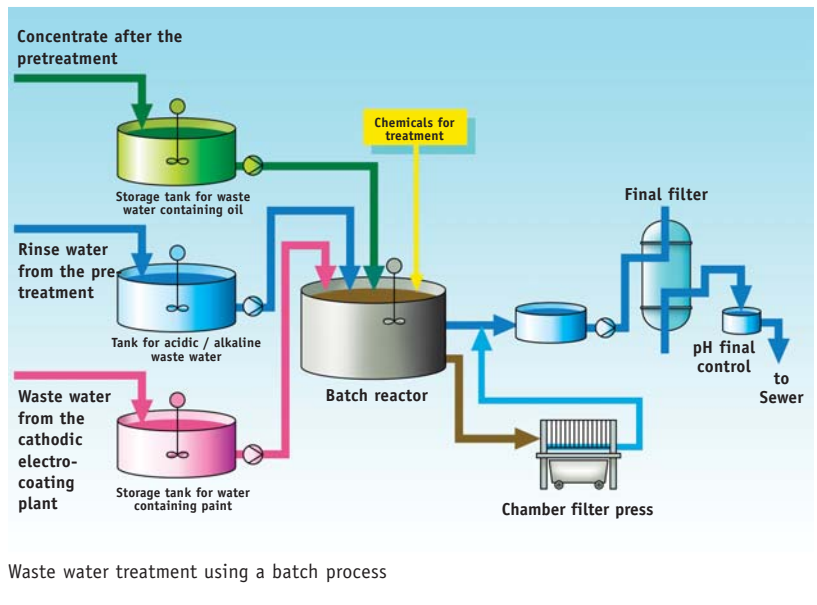 Concentrate after the
pretreatment
Chemicals for
treatment
Storage tank for waste
water containing oil
Final filter
Rinse water
from the pre-
treatment
Tank for acidic / alkaline
waste water
Batch reactor
pH final
control
to
Sewer
Waste water
from the
cathodic
electro-
coating
plant
Storage tank for water
containing paint
Chamber filter press
Waste water treatment using a batch process